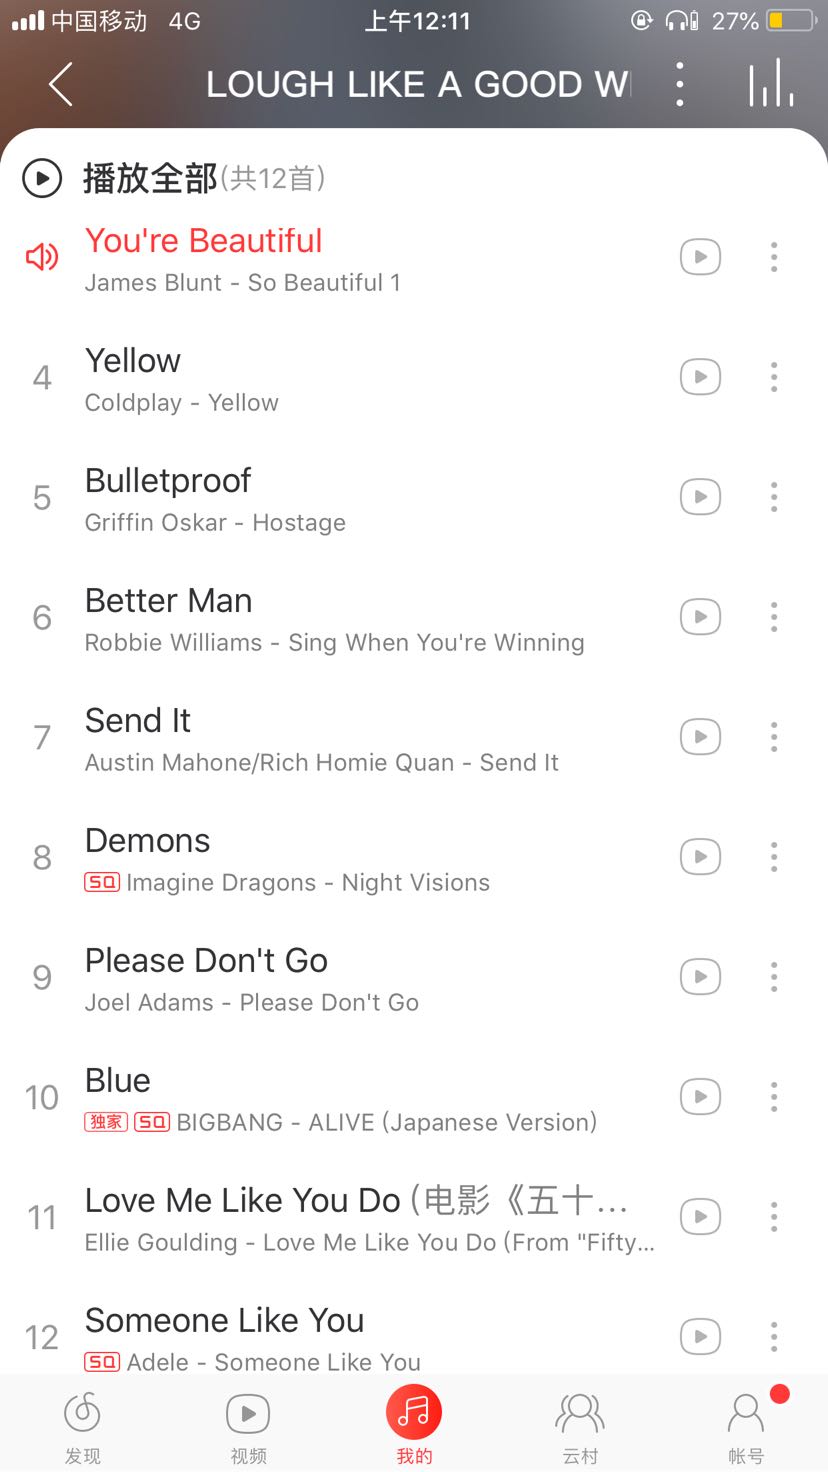 中国移动 4G 上午12:11 27%
LOUGH LIKE A GOOD W
播放全部(共12首)
You're Beautiful
James Blunt - So Beautiful 1
4
Yellow
Coldplay - Yellow
5
Bulletproof
Griffin Oskar - Hostage
6
Better Man
Robbie Williams - Sing When You're Winning
7
Send It
Austin Mahone/Rich Homie Quan - Send It
8
Demons
SQ Imagine Dragons - Night Visions
9
Please Don't Go
Joel Adams - Please Don't Go
10
Blue
独家 SQ BIGBANG - ALIVE (Japanese Version)
11
Love Me Like You Do (电影《五十...
Ellie Goulding - Love Me Like You Do (From "Fifty...
12
Someone Like You
SQ Adele - Someone Like You
发现 视频 我的 云村 帐号